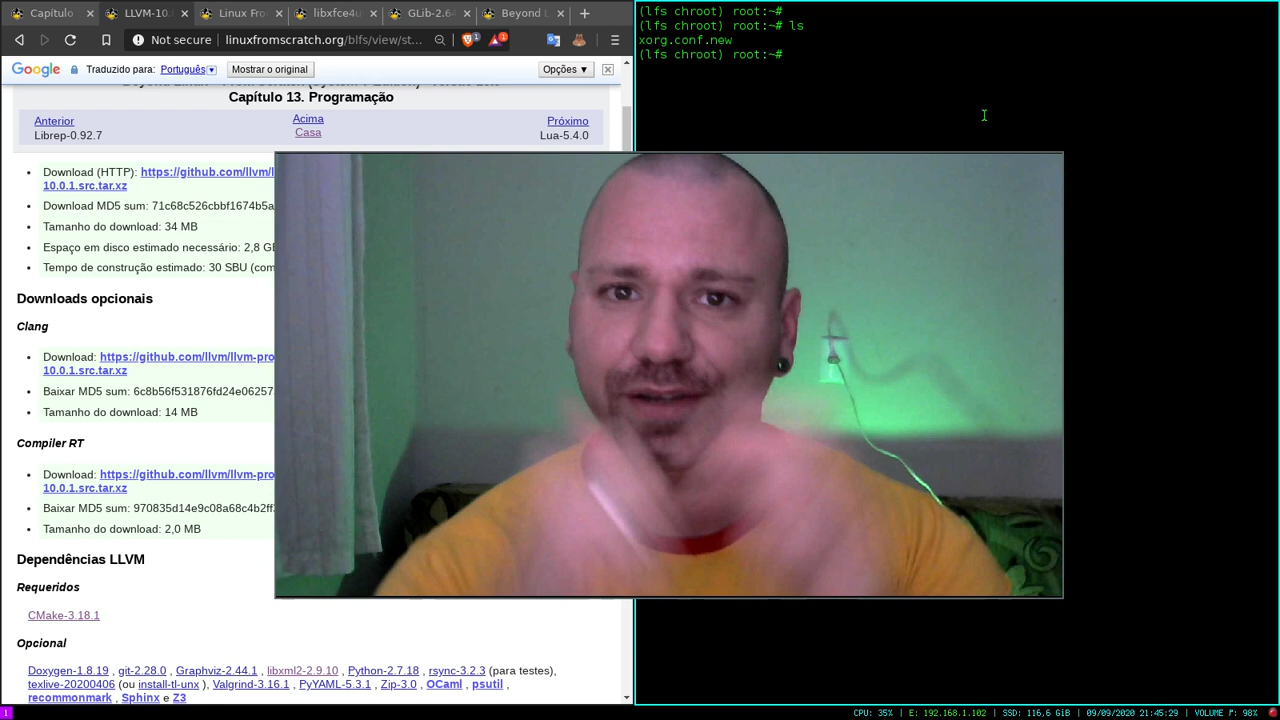 Capítulo
LLVM-10.
Linux Fro
libxfce4u
GLib-2.64
Beyond L
Not secure
linuxfromscratch.org/blfs/view/st...
1
1
Google
Traduzido para: Português
Mostrar o original
Opções ▼
Capítulo 13. Programação
Anterior
Acima
Próximo
Librep-0.92.7
Casa
Lua-5.4.0
Download (HTTP): https://github.com/llvm/l
10.0.1.src.tar.xz
Download MD5 sum: 71c68c526cbbf1674b5a
Tamanho do download: 34 MB
Espaço em disco estimado necessário: 2,8 G
Tempo de construção estimado: 30 SBU (com
Downloads opcionais
Clang
Download: https://github.com/llvm/llvm-pro
10.0.1.src.tar.xz
Baixar MD5 sum: 6c8b56f531876fd24e06257
Tamanho do download: 14 MB
Compiler RT
Download: https://github.com/llvm/llvm-pro
10.0.1.src.tar.xz
Baixar MD5 sum: 970835d14e9c08a68c4b2ff
Tamanho do download: 2,0 MB
Dependências LLVM
Requeridos
CMake-3.18.1
Opcional
Doxygen-1.8.19 , git-2.28.0 , Graphviz-2.44.1 , libxml2-2.9.10 , Python-2.7.18 , rsync-3.2.3 (para testes),
texlive-20200406 (ou install-tl-unx ), Valgrind-3.16.1 , PyYAML-5.3.1 , Zip-3.0 , OCaml , psutil ,
recommonmark , Sphinx e Z3
(lfs chroot) root:~#
(lfs chroot) root:~# ls
xorg.conf.new
(lfs chroot) root:~#
1
CPU: 35% | E: 192.168.1.102 | SSD: 116,6 GiB | 09/09/2020 21:45:29 | VOLUME
98%